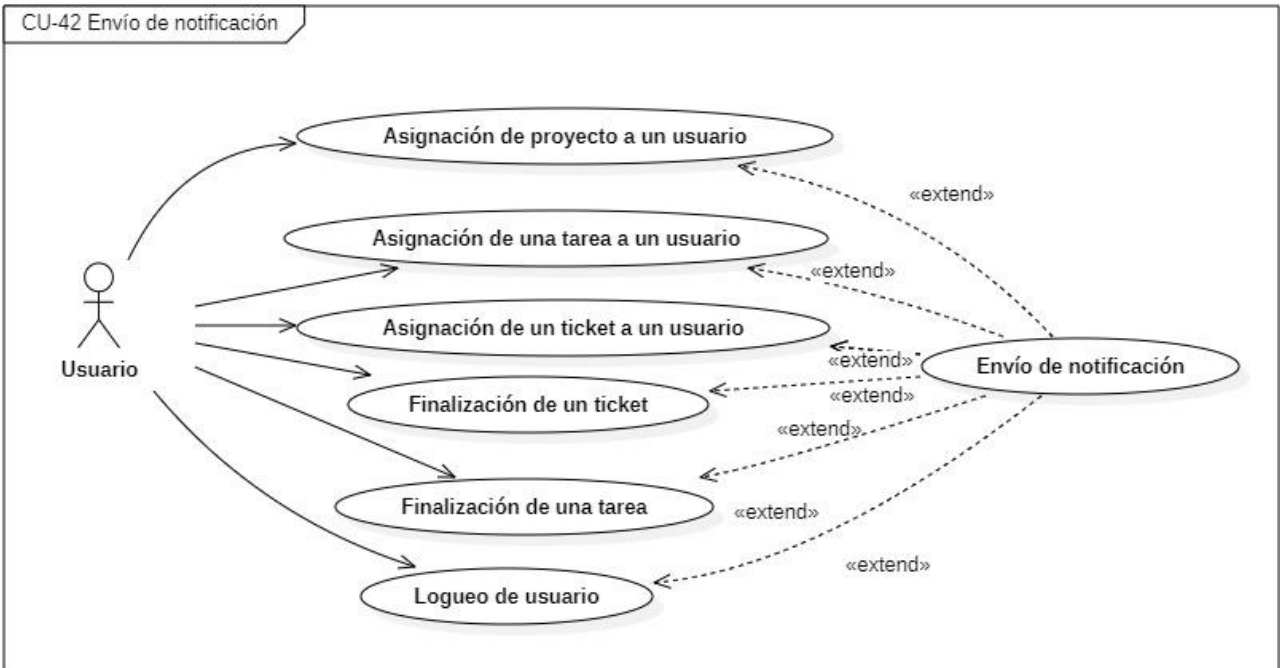 CU-42 Envío de notificación
Asignación de proyecto a un usuario
«extend»
Asignación de una tarea a un usuario
«extend»
Asignación de un ticket a un usuario
«extend»
Envío de notificación
Usuario
«extend»
Finalización de un ticket
«extend»
Finalización de una tarea
«extend»
«extend»
Logueo de usuario